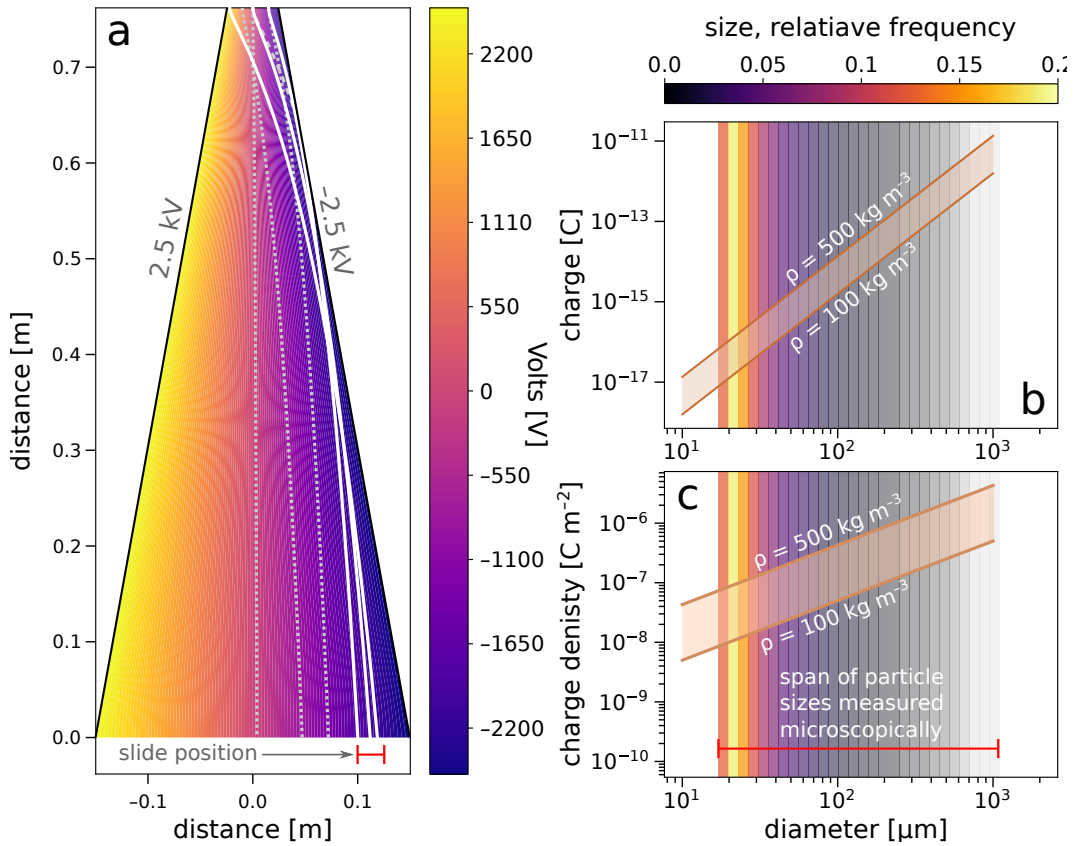 a
0.7
0.6
0.5
0.4
0.3
0.2
0.1
0.0
distance [m]
2.5 kV
–2.5 kV
slide position
–0.1
0.0
0.1
distance [m]
2200
1650
1110
550
0
–550
–1100
–1650
–2200
Volts [V]
size, relatiave frequency
0.0
0.05
0.1
0.15
0.2
10⁻¹¹
10⁻¹³
10⁻¹⁵
10⁻¹⁷
charge [C]
ρ = 500 kg m⁻³
ρ = 100 kg m⁻³
b
10¹
10²
10³
c
10⁻⁶
10⁻⁷
10⁻⁸
10⁻⁹
10⁻¹⁰
charge denisty [C m⁻²]
ρ = 500 kg m⁻³
ρ = 100 kg m⁻³
span of particle
sizes measured
microscopically
10¹
10²
10³
diameter [μm]